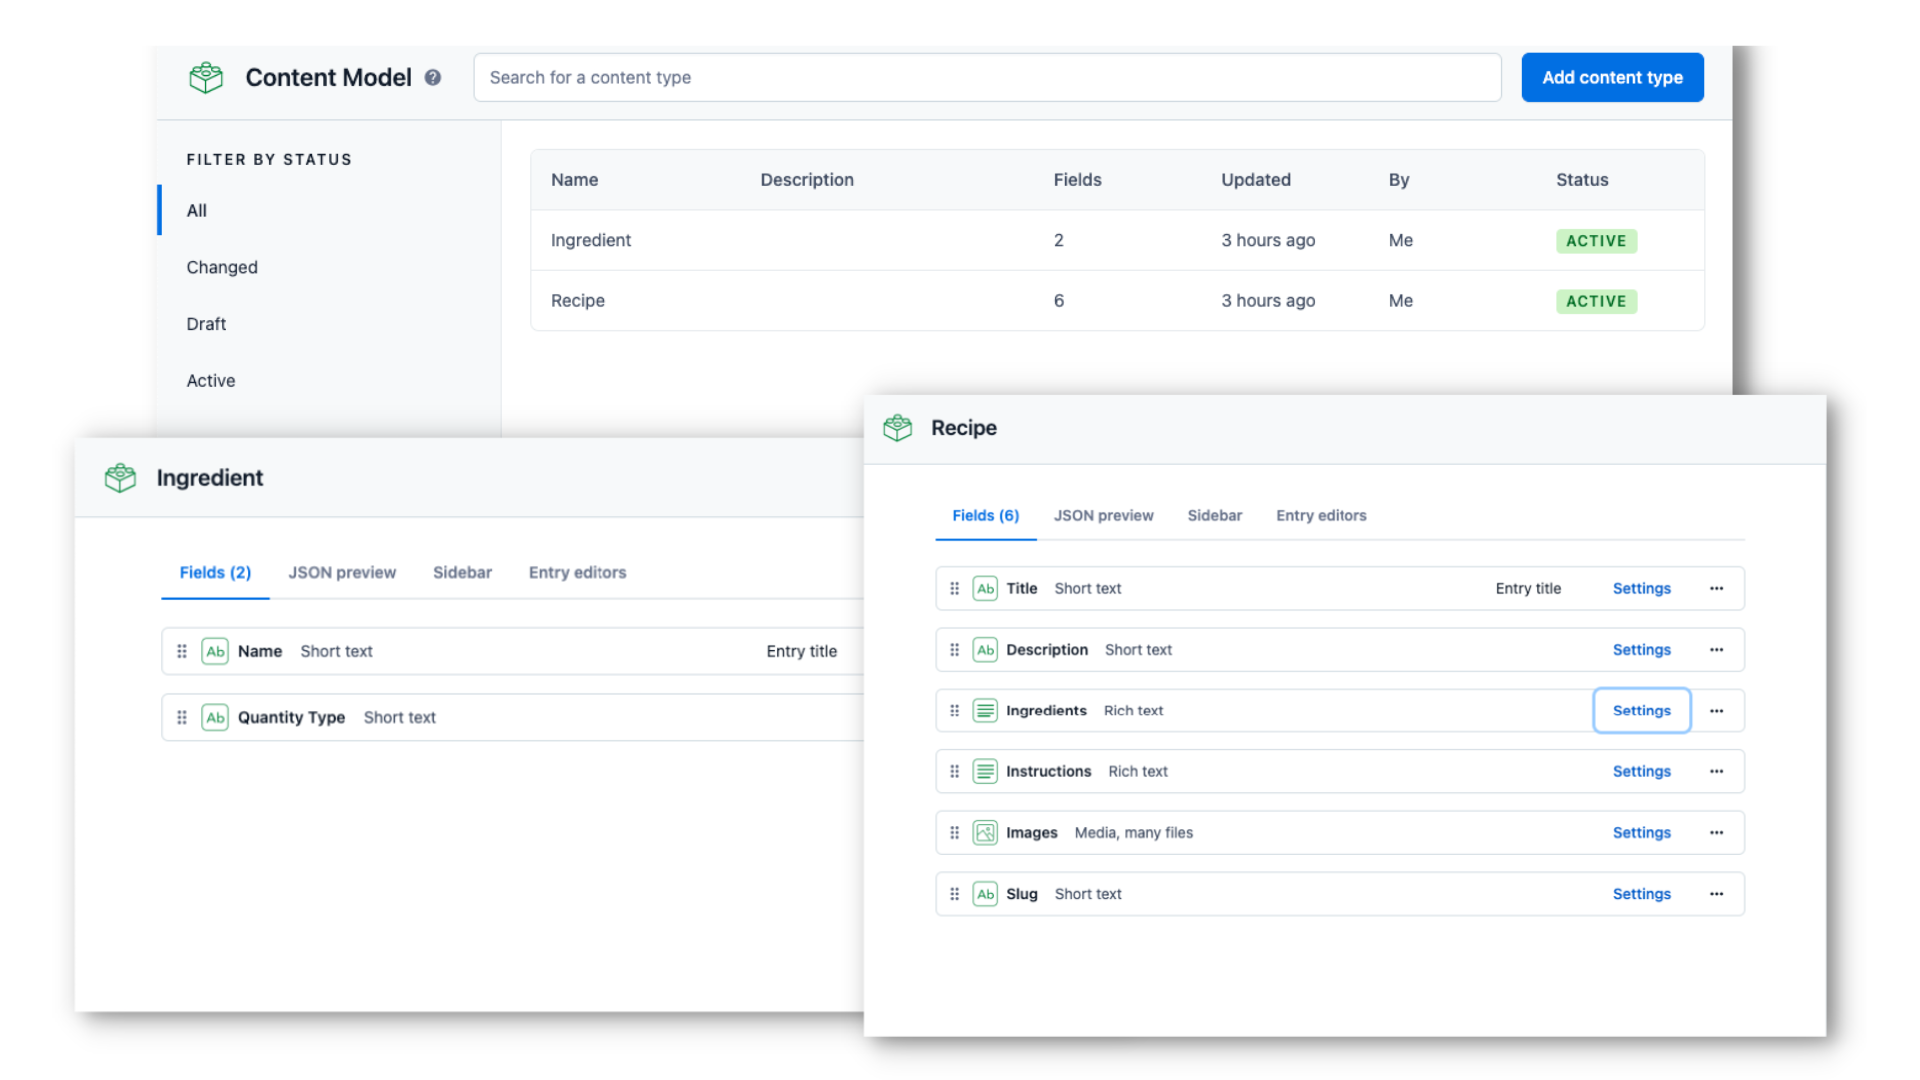 Content Model ?
Search for a content type
Add content type
FILTER BY STATUS
All
Changed
Draft
Active
Name Description Fields Updated By Status
Ingredient 2 3 hours ago Me ACTIVE
Recipe 6 3 hours ago Me ACTIVE
Ingredient
Fields (2) JSON preview Sidebar Entry editors
Ab Name Short text Entry title
Ab Quantity Type Short text
Recipe
Fields (6) JSON preview Sidebar Entry editors
Ab Title Short text Entry title Settings ...
Ab Description Short text Settings ...
Ingredients Rich text Settings ...
Instructions Rich text Settings ...
Images Media, many files Settings ...
Ab Slug Short text Settings ...